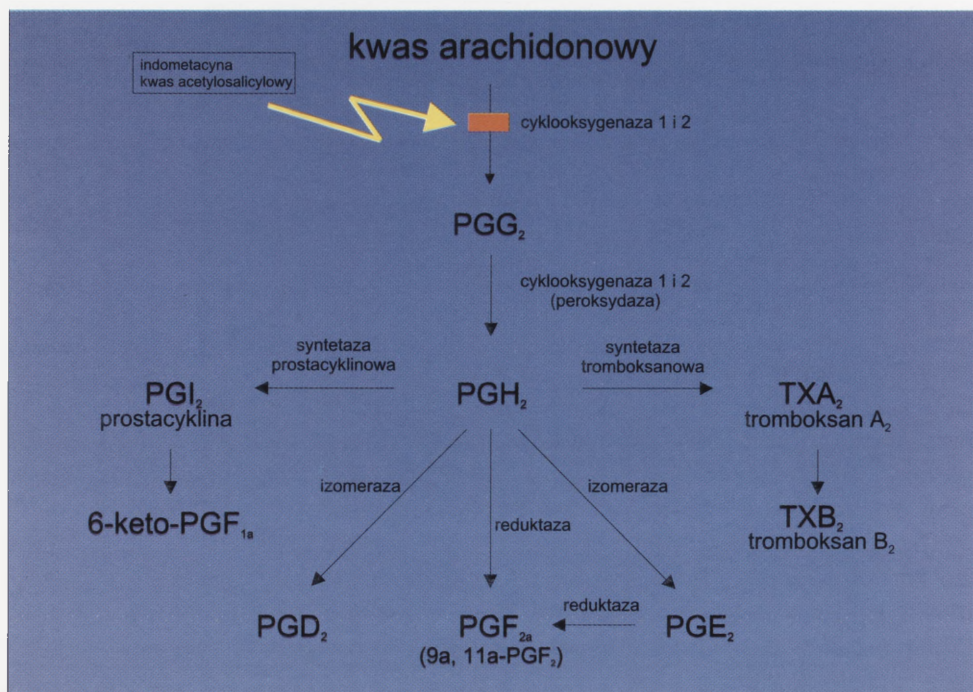 kwas arachidonowy
indometacyna
kwas acetylosalicylowy
cyklooksygenaza 1 i 2
PGG₂
cyklooksygenaza 1 i 2
(peroksydaza)
syntetaza
prostacyklinowa
syntetaza
tromboksanowa
PGI₂
prostacyklina
PGH₂
TXA₂
tromboksan A₂
izomeraza
reduktaza
izomeraza
6-keto-PGF₁ₐ
TXB₂
tromboksan B₂
PGD₂
PGF₂ₐ
(9a, 11a-PGF₂)
reduktaza
PGE₂